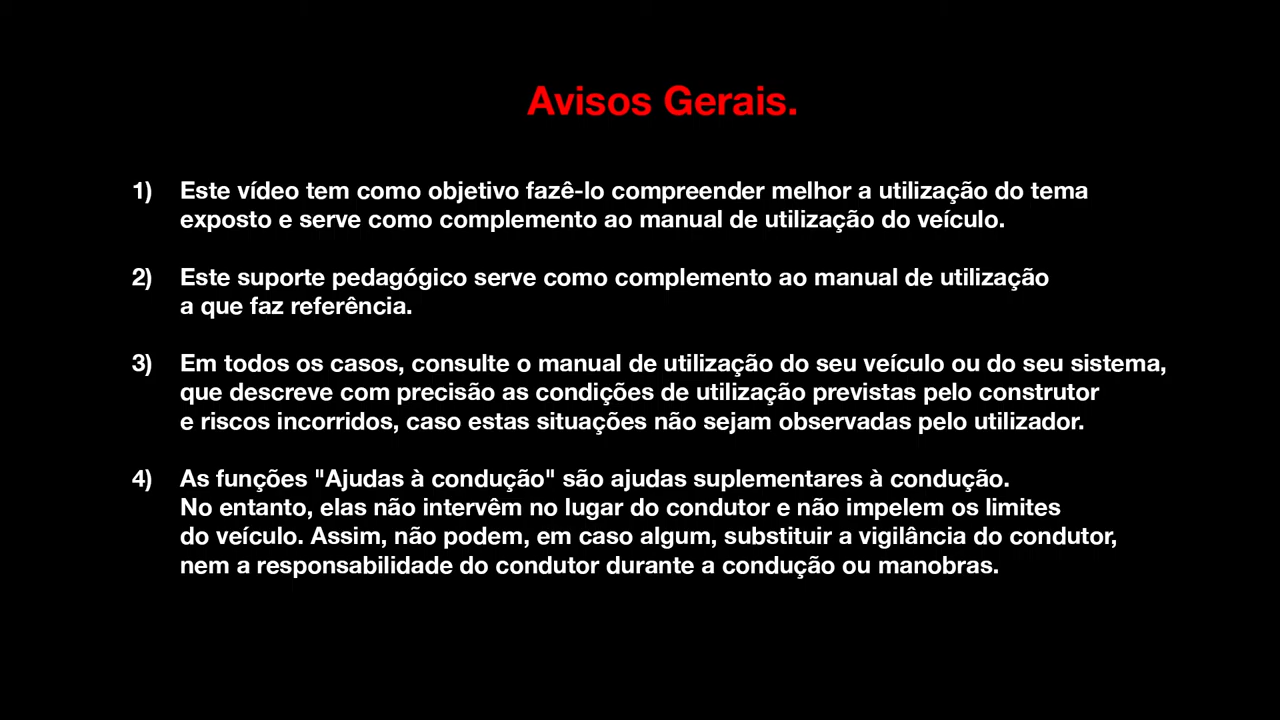 Avisos Gerais.
1) Este vídeo tem como objetivo fazê-lo compreender melhor a utilização do tema
exposto e serve como complemento ao manual de utilização do veículo.
2) Este suporte pedagógico serve como complemento ao manual de utilização
a que faz referência.
3) Em todos os casos, consulte o manual de utilização do seu veículo ou do seu sistema,
que descreve com precisão as condições de utilização previstas pelo construtor
e riscos incorridos, caso estas situações não sejam observadas pelo utilizador.
4) As funções "Ajudas à condução" são ajudas suplementares à condução.
No entanto, elas não intervêm no lugar do condutor e não impelem os limites
do veículo. Assim, não podem, em caso algum, substituir a vigilância do condutor,
nem a responsabilidade do condutor durante a condução ou manobras.